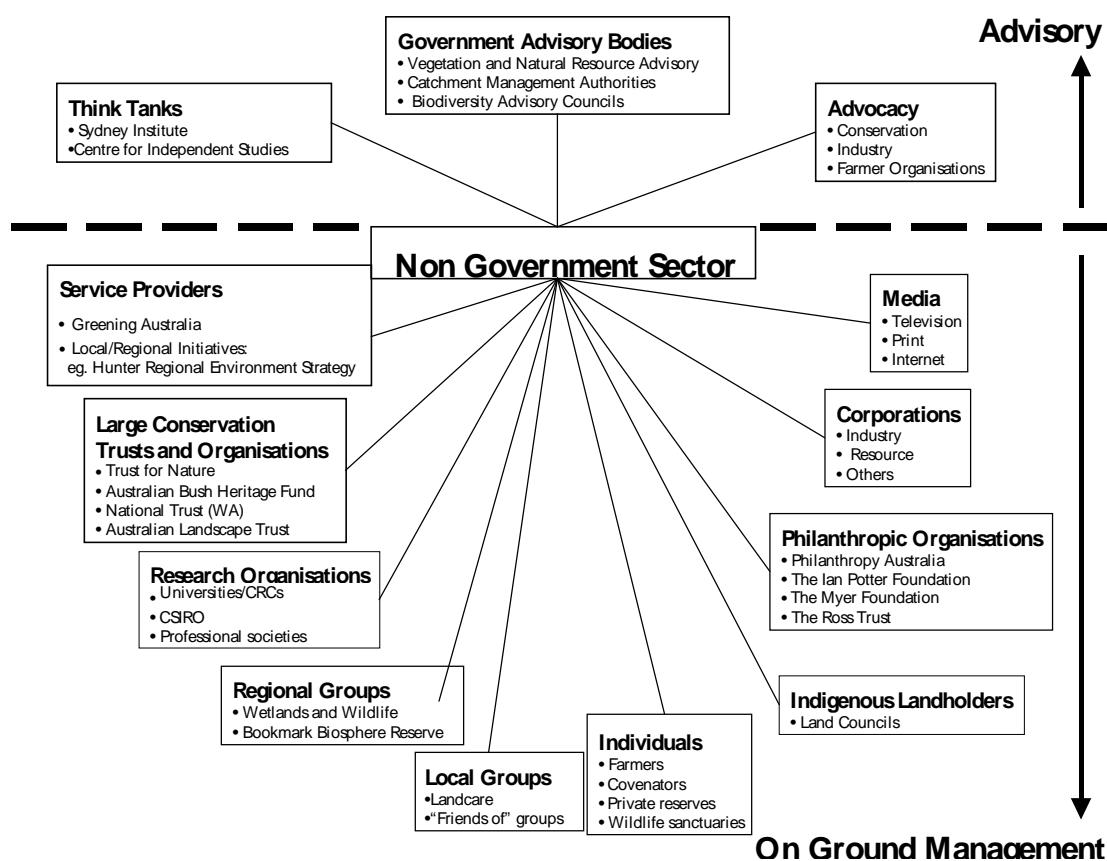 Advisory
Government Advisory Bodies
• Vegetation and Natural Resource Advisory
• Catchment Management Authorities
• Biodiversity Advisory Councils
Think Tanks
• Sydney Institute
•Centre for Independent Studies
Advocacy
• Conservation
• Industry
• Farmer Organisations
Non Government Sector
Service Providers
• Greening Australia
• Local/Regional Initiatives:
eg. Hunter Regional Environment Strategy
Media
• Television
• Print
• Internet
Large Conservation
Trusts and Organisations
• Trust for Nature
• Australian Bush Heritage Fund
• National Trust (WA)
• Australian Landscape Trust
Corporations
• Industry
• Resource
• Others
Research Organisations
• Universities/CRCs
• CSIRO
• Professional societies
Philanthropic Organisations
• Philanthropy Australia
• The Ian Potter Foundation
• The Myer Foundation
• The Ross Trust
Regional Groups
• Wetlands and Wildlife
• Bookmark Biosphere Reserve
Indigenous Landholders
• Land Councils
Local Groups
•Landcare
•“Friends of” groups
Individuals
• Farmers
• Covenators
• Private reserves
• Wildlife sanctuaries
On Ground Management